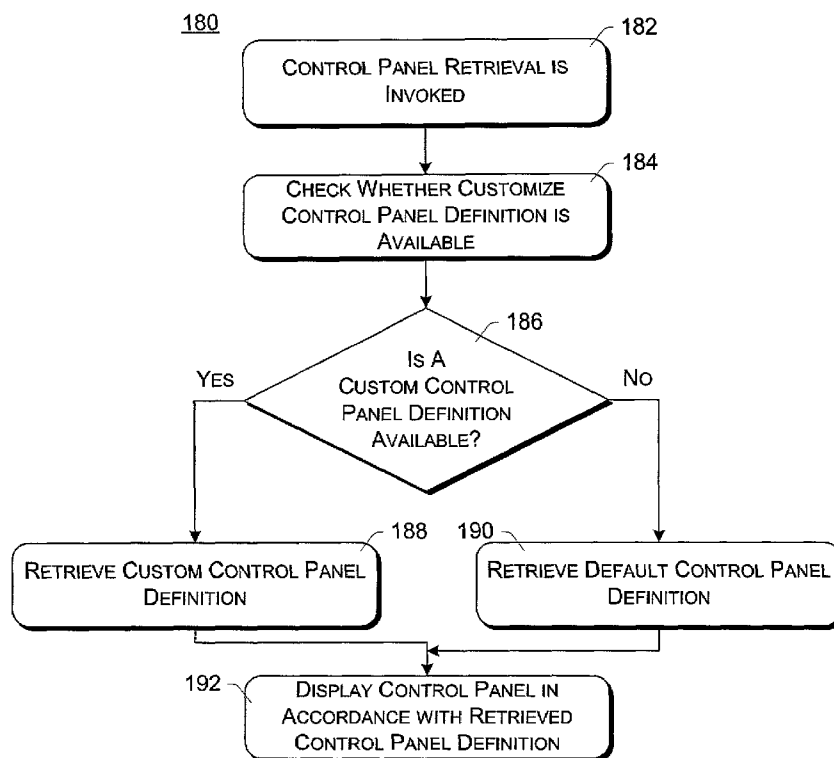 180
182
CONTROL PANEL RETRIEVAL IS
INVOKED
184
CHECK WHETHER CUSTOMIZE
CONTROL PANEL DEFINITION IS
AVAILABLE
186
IS A
CUSTOM CONTROL
PANEL DEFINITION
AVAILABLE?
YES
NO
188
RETRIEVE CUSTOM CONTROL PANEL
DEFINITION
190
RETRIEVE DEFAULT CONTROL PANEL
DEFINITION
192
DISPLAY CONTROL PANEL IN
ACCORDANCE WITH RETRIEVED
CONTROL PANEL DEFINITION